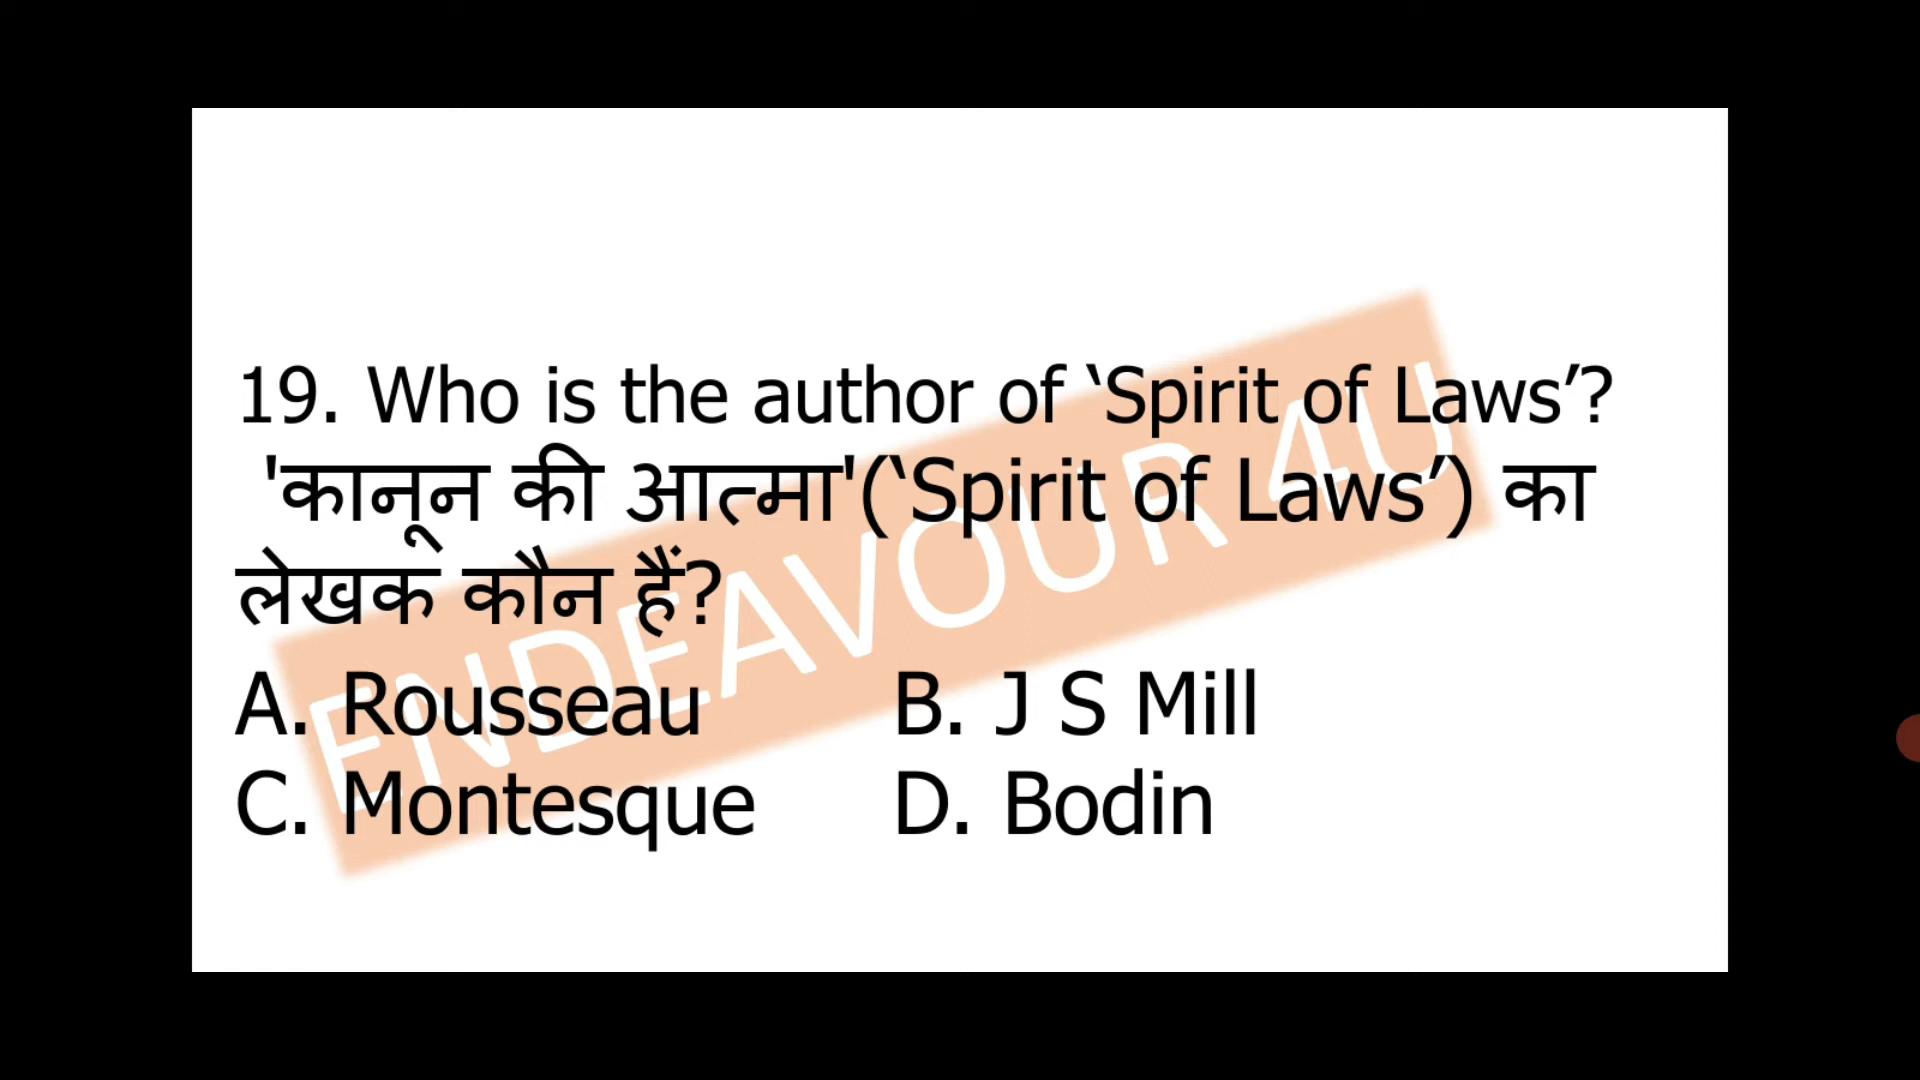 19. Who is the author of ‘Spirit of Laws’?
'कानून की आत्मा'(‘Spirit of Laws’) का
लेखक कौन हैं?
A. Rousseau B. J S Mill
C. Montesque D. Bodin
ENDEAVOUR 4U